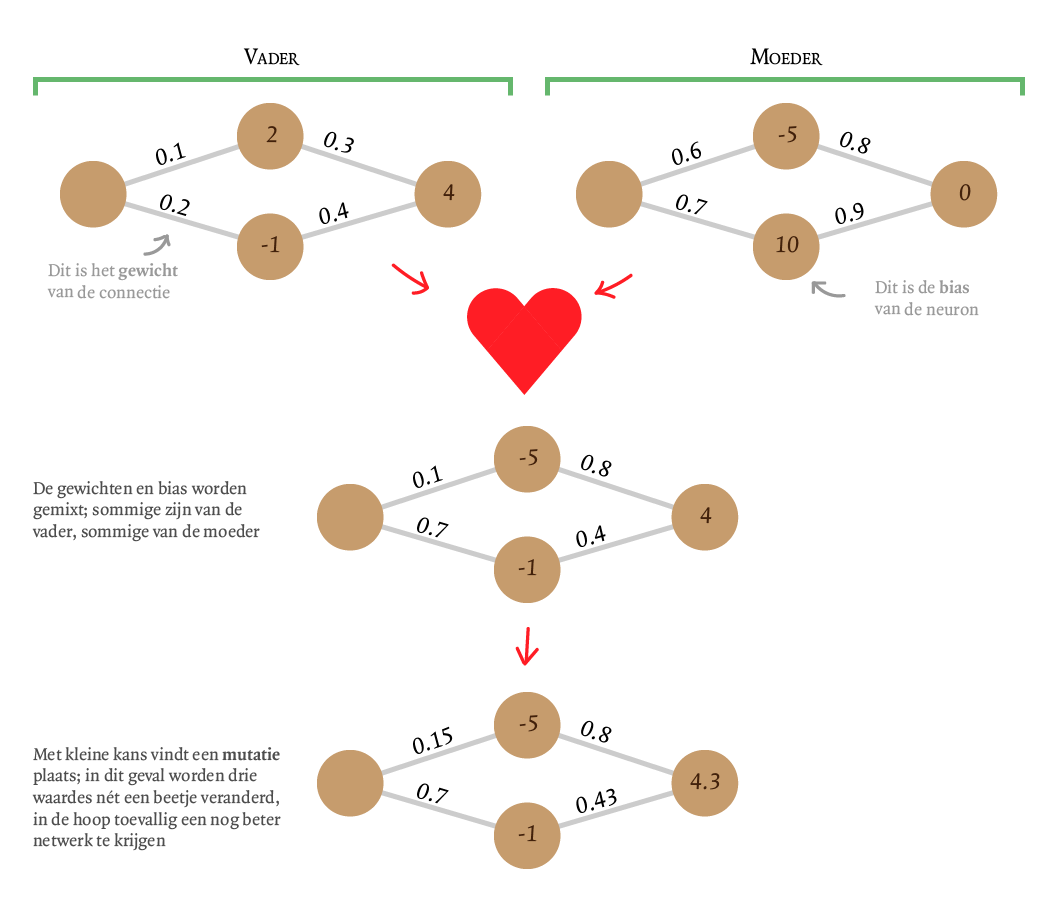 Vader
Moeder
0.1
2
0.3
0.2
-1
0.4
4
0.6
-5
0.8
0.7
10
0.9
0
Dit is het gewicht
van de connectie
Dit is de bias
van de neuron
De gewichten en bias worden
gemixt; sommige zijn van de
vader, sommige van de moeder
0.1
-5
0.8
0.7
-1
0.4
4
Met kleine kans vindt een mutatie
plaats; in dit geval worden drie
waardes nét een beetje veranderd,
in de hoop toevallig een nog beter
netwerk te krijgen
0.15
-5
0.8
0.7
-1
0.43
4.3